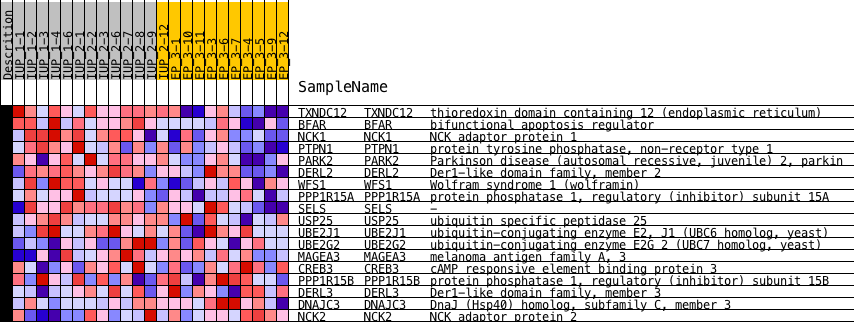 Descrition
IUP_1-1
IUP_1-2
IUP_1-3
IUP_1-4
IUP_1-6
IUP_2-1
IUP_2-2
IUP_2-3
IUP_2-6
IUP_2-7
IUP_2-8
IUP_2-9
IUP_2-12
EP_3-1
EP_3-10
EP_3-11
EP_3-3
EP_3-6
EP_3-7
EP_3-4
EP_3-5
EP_3-9
EP_3-12
SampleName
TXNDC12 TXNDC12 thioredoxin domain containing 12 (endoplasmic reticulum)
BFAR BFAR bifunctional apoptosis regulator
NCK1 NCK1 NCK adaptor protein 1
PTPN1 PTPN1 protein tyrosine phosphatase, non-receptor type 1
PARK2 PARK2 Parkinson disease (autosomal recessive, juvenile) 2, parkin
DERL2 DERL2 Der1-like domain family, member 2
WFS1 WFS1 Wolfram syndrome 1 (wolframin)
PPP1R15A PPP1R15A protein phosphatase 1, regulatory (inhibitor) subunit 15A
SELS SELS -
USP25 USP25 ubiquitin specific peptidase 25
UBE2J1 UBE2J1 ubiquitin-conjugating enzyme E2, J1 (UBC6 homolog, yeast)
UBE2G2 UBE2G2 ubiquitin-conjugating enzyme E2G 2 (UBC7 homolog, yeast)
MAGEA3 MAGEA3 melanoma antigen family A, 3
CREB3 CREB3 cAMP responsive element binding protein 3
PPP1R15B PPP1R15B protein phosphatase 1, regulatory (inhibitor) subunit 15B
DERL3 DERL3 Der1-like domain family, member 3
DNAJC3 DNAJC3 DnaJ (Hsp40) homolog, subfamily C, member 3
NCK2 NCK2 NCK adaptor protein 2